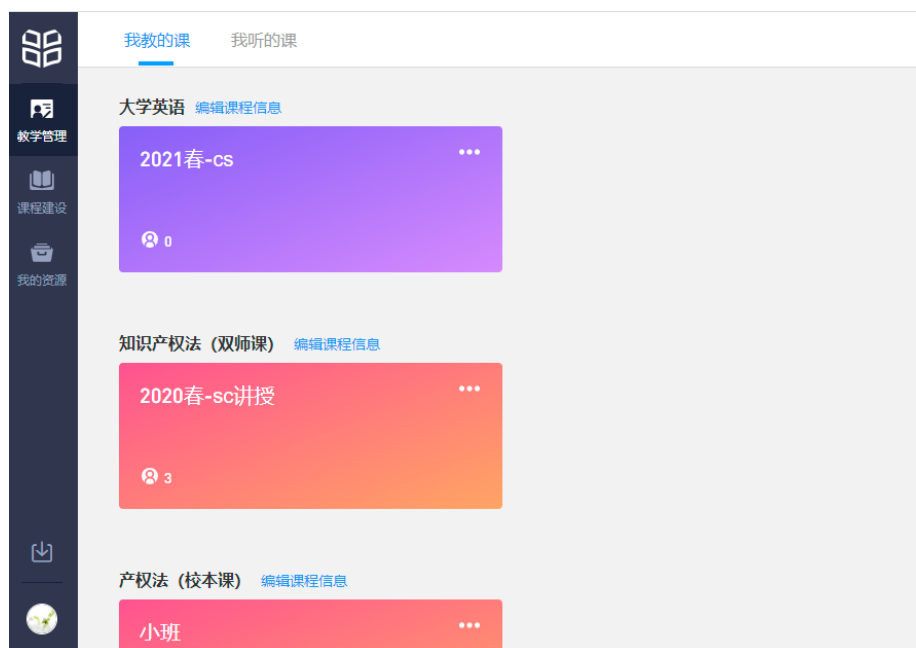 我教的课 我听的课
教学管理
课程建设
我的资源
大学英语 编辑课程信息
2021春-cs
0
知识产权法（双师课） 编辑课程信息
2020春-sc讲授
3
产权法（校本课） 编辑课程信息
小班